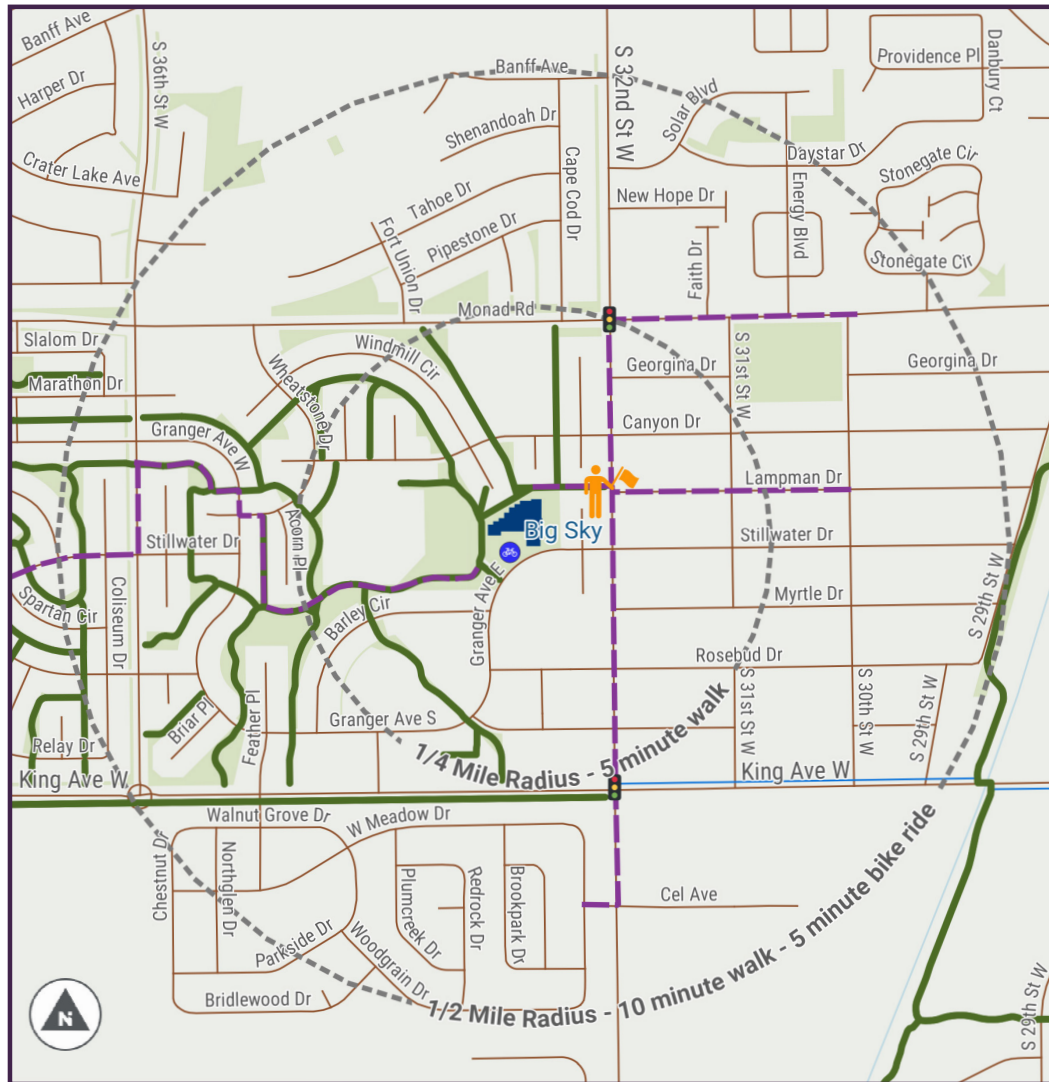 Banff Ave
S 36th St W
Banff Ave
S 32nd St W
Solar Blvd
Providence Pl
Danbury Ct
Harper Dr
Shenandoah Dr
Cape Cod Dr
Daystar Dr
Stonegate Cir
Crater Lake Ave
Tahoe Dr
New Hope Dr
Energy Blvd
Fort Union Dr
Pipestone Dr
Faith Dr
Stonegate Cir
Monad Rd
Slalom Dr
Windmill Cir
S 31st St W
Georgina Dr
Georgina Dr
Marathon Dr
Wheatstone Dr
Canyon Dr
Granger Ave W
Lampman Dr
Acorn Pl
Big Sky
Stillwater Dr
Stillwater Dr
Granger Ave E
Spartan Cir
Coliseum Dr
Barley Cir
Myrtle Dr
S 29th St W
Rosebud Dr
Briar Pl
Feather Pl
Granger Ave S
S 31st St W
S 30th St W
S 29th St W
Relay Dr
1/4 Mile Radius - 5 minute walk
King Ave W
King Ave W
Walnut Grove Dr
W Meadow Dr
Chestnut Dr
Northglen Dr
Plumcreek Dr
Redrock Dr
Brookpark Dr
Cel Ave
Parkside Dr
Woodgrain Dr
Bridlewood Dr
1/2 Mile Radius - 10 minute walk - 5 minute bike ride
N
S 29th St W